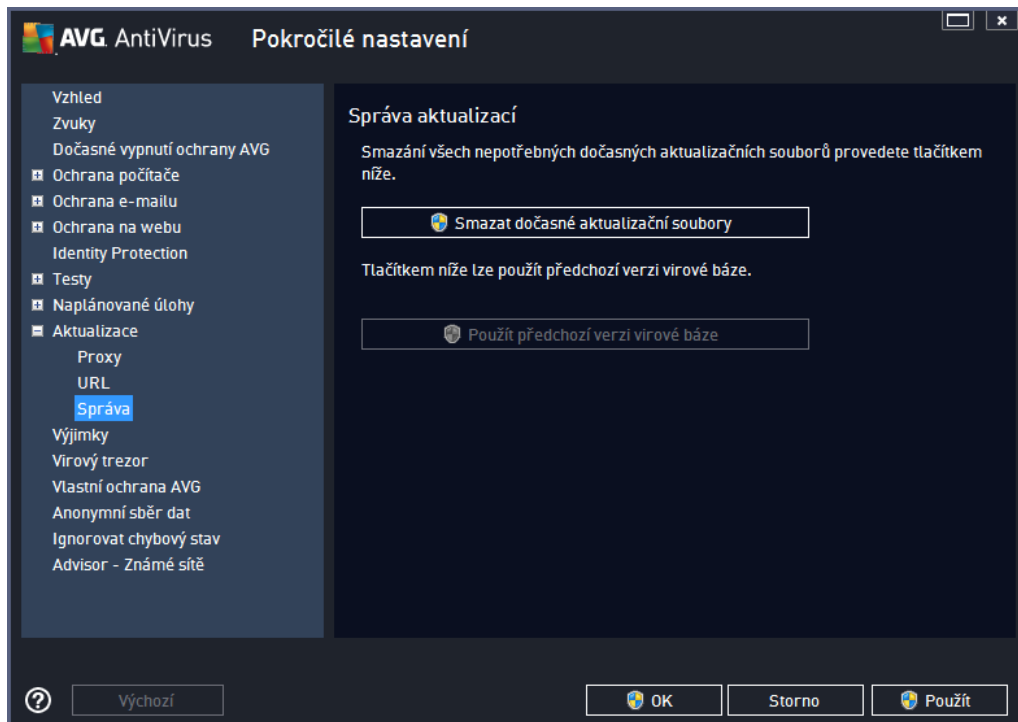 AVG. AntiVirus Pokročilé nastavení
Vzhled
Zvuky
Dočasné vypnutí ochrany AVG
Ochrana počítače
Ochrana e-mailu
Ochrana na webu
Identity Protection
Testy
Naplánované úlohy
Aktualizace
Proxy
URL
Správa
Výjimky
Virový trezor
Vlastní ochrana AVG
Anonymní sběr dat
Ignorovat chybový stav
Advisor - Známé sítě
Správa aktualizací
Smazání všech nepotřebných dočasných aktualizačních souborů provedete tlačítkem
níže.
Smazat dočasné aktualizační soubory
Tlačítkem níže lze použít předchozí verzi virové báze.
Použít předchozí verzi virové báze
Výchozí
OK
Storno
Použít